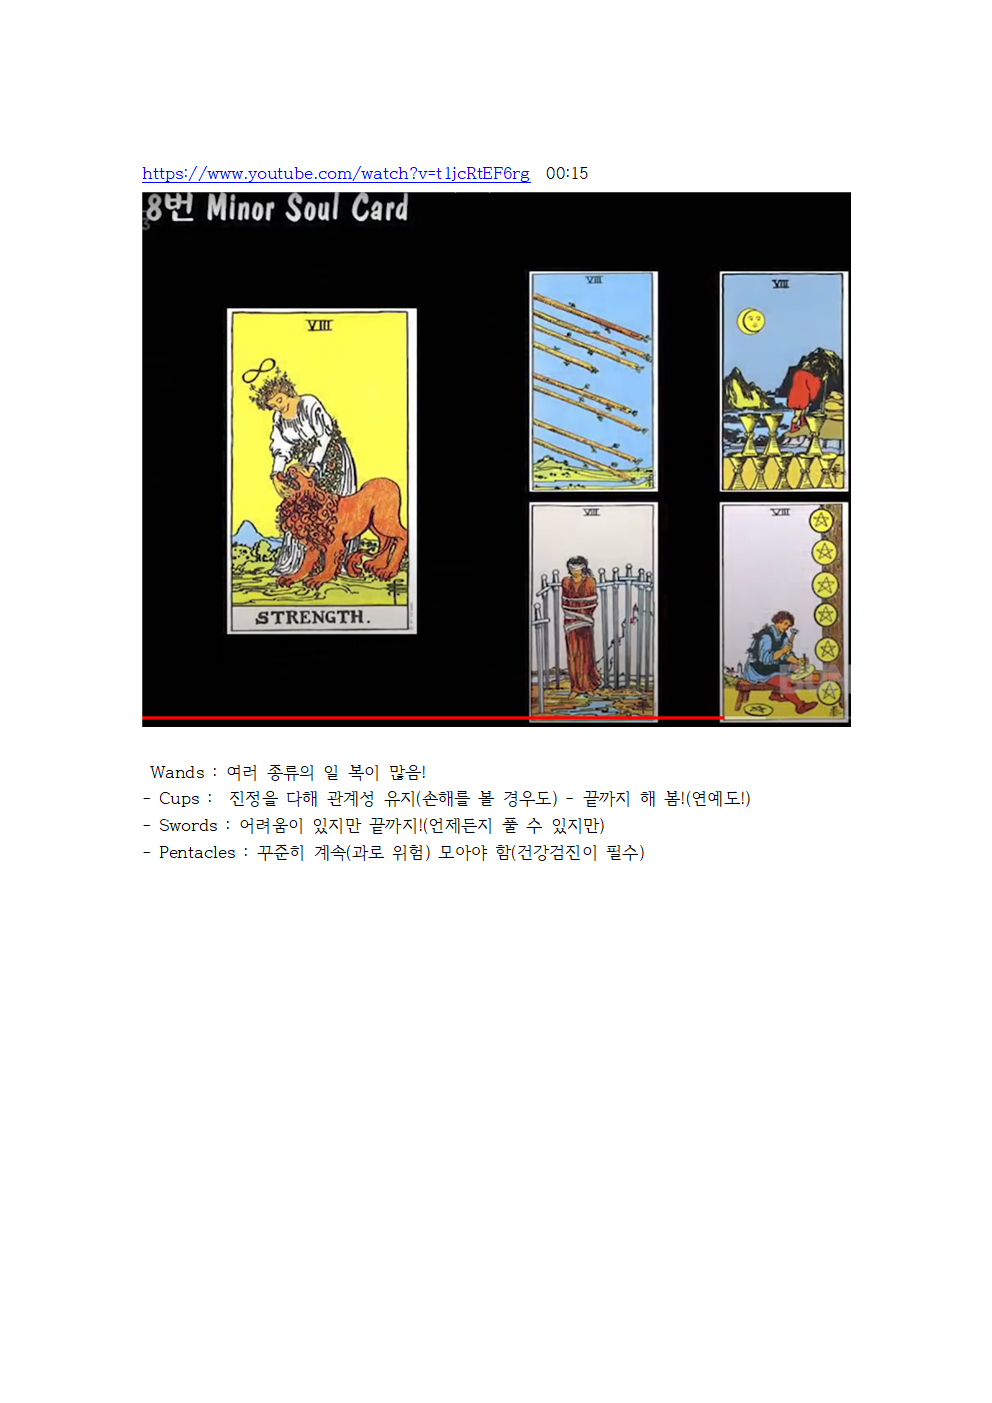 https://www.youtube.com/watch?v=t1jcRtEF6rg 00:15
8번 Minor Soul Card
VIII
STRENGTH.
VIII
VIII
VIII
VIII
Wands : 여러 종류의 일 복이 많음!
- Cups : 진정을 다해 관계성 유지(손해를 볼 경우도) - 끝까지 해 봄!(연예도!)
- Swords : 어려움이 있지만 끝까지!(언제든지 풀 수 있지만)
- Pentacles : 꾸준히 계속(과로 위험) 모아야 함(건강검진이 필수)